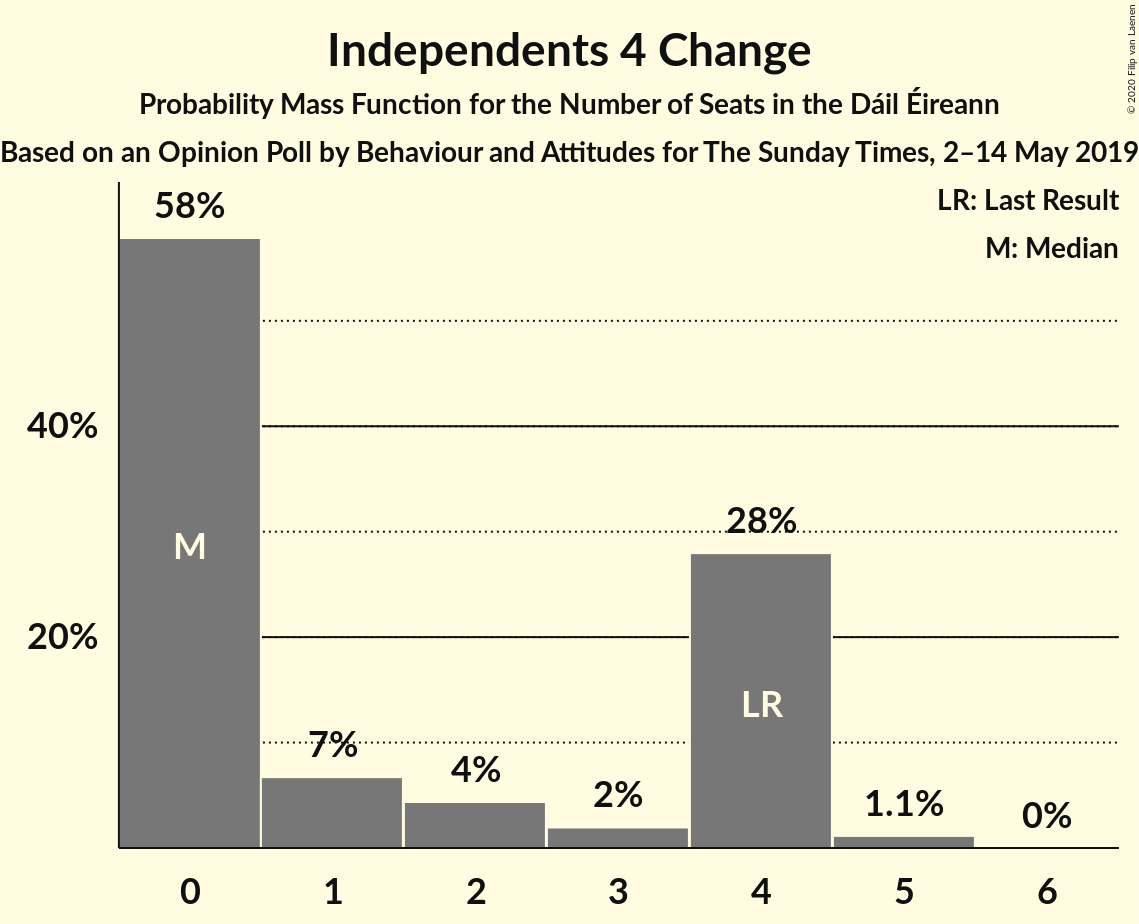 Independents 4 Change
Probability Mass Function for the Number of Seats in the Dáil Éireann
Based on an Opinion Poll by Behaviour and Attitudes for The Sunday Times, 2–14 May 2019
© 2020 Filip van Laenen
LR: Last Result
M: Median
58%
40%
20%
M
7%
4%
2%
28%
LR
1.1%
0%
0 1 2 3 4 5 6